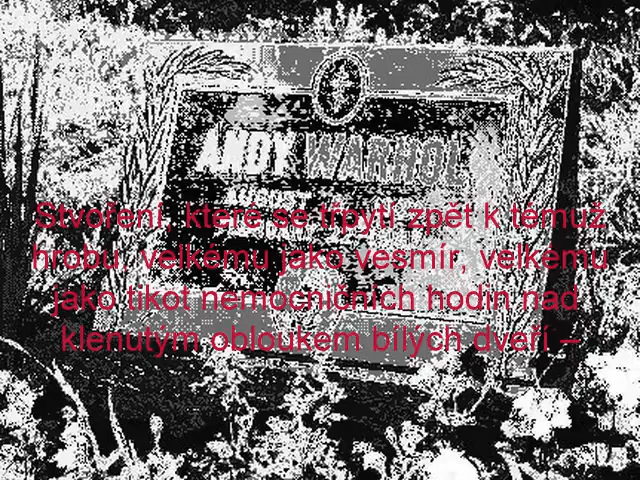 ANDY WARHOL
Stvoření, které se třpytí zpět k témuž
hrobu, velkému jako vesmír, velkému
jako tikot nemocničních hodin nad
klenutým obloukem bílých dveří –